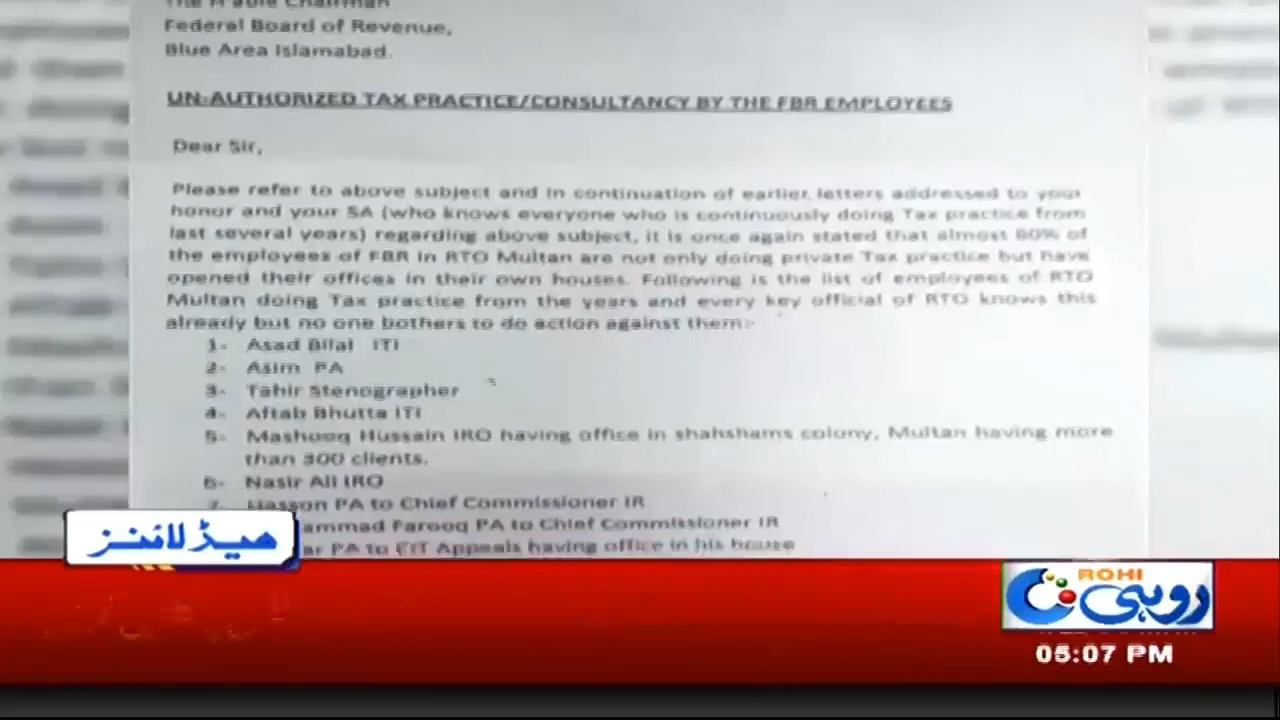 The H'able Chairman
Federal Board of Revenue,
Blue Area Islamabad.
UN-AUTHORIZED TAX PRACTICE/CONSULTANCY BY THE FBR EMPLOYEES
Dear Sir,
Please refer to above subject and in continuation of earlier letters addressed to your
honor and your SA (who knows everyone who is continuously doing Tax practice from
last several years) regarding above subject, it is once again stated that almost 80% of
the employees of FBR in RTO Multan are not only doing private Tax practice but have
opened their offices in their own houses. Following is the list of employees of RTO
Multan doing Tax practice from the years and every key official of RTO knows this
already but no one bothers to do action against them:-
1- Asad Bilal ITI
2- Asim PA
3- Tahir Stenographer
4- Aftab Bhutta ITI
5- Mashooq Hussain IRO having office in shahshams colony, Multan having more
than 300 clients.
6- Nasir Ali IRO
7- Hasson PA to Chief Commissioner IR
ammad Farooq PA to Chief Commissioner IR
ar PA to CIT Appeals having office in his house
ہیڈ لائنز
ROHI
روہی
05:07 PM